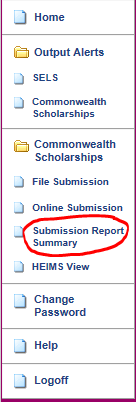 Home
Output Alerts
SELS
Commonwealth
Scholarships
Commonwealth
Scholarships
File Submission
Online Submission
Submission Report
Summary
HEIMS View
Change
Password
Help
Logoff